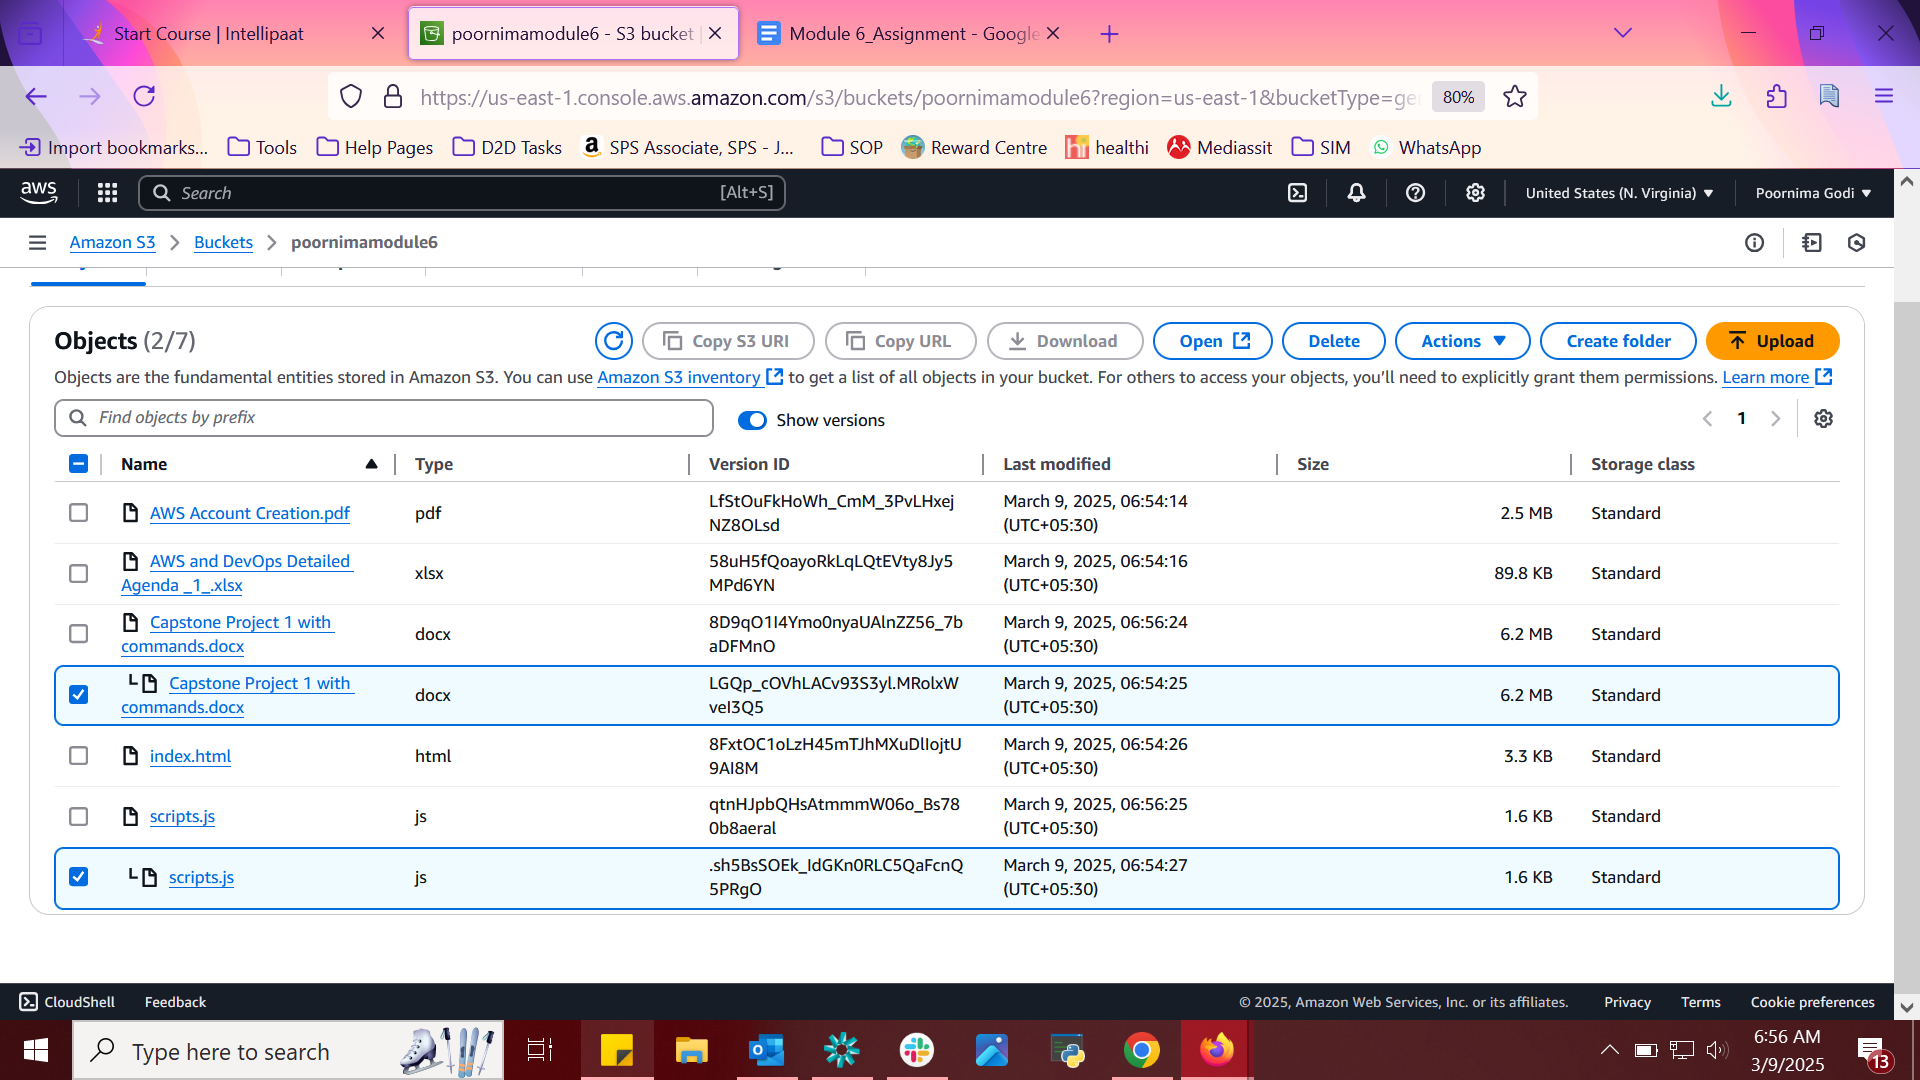 Start Course | Intellipaat
poornimamodule6 - S3 bucket |
Module 6_Assignment - Google
https://us-east-1.console.aws.amazon.com/s3/buckets/poornimamodule6?region=us-east-1&bucketType=ge
80%
Import bookmarks...
Tools
Help Pages
D2D Tasks
SPS Associate, SPS - J...
SOP
Reward Centre
healthi
Mediassit
SIM
WhatsApp
aws
Search
[Alt+S]
United States (N. Virginia)
Poornima Godi
Amazon S3
Buckets
poornimamodule6
Objects (2/7)
Copy S3 URI
Copy URL
Download
Open
Delete
Actions
Create folder
Upload
Objects are the fundamental entities stored in Amazon S3. You can use Amazon S3 inventory to get a list of all objects in your bucket. For others to access your objects, you’ll need to explicitly grant them permissions. Learn more
Find objects by prefix
Show versions
1
Name
Type
Version ID
Last modified
Size
Storage class
AWS Account Creation.pdf
pdf
LfStOuFkHoWh_CmM_3PvLHxej
NZ8OLsd
March 9, 2025, 06:54:14
(UTC+05:30)
2.5 MB
Standard
AWS and DevOps Detailed
Agenda _1_.xlsx
xlsx
58uH5fQoayoRkLqLQtEVty8Jy5
MPd6YN
March 9, 2025, 06:54:16
(UTC+05:30)
89.8 KB
Standard
Capstone Project 1 with
commands.docx
docx
8D9qO1I4Ymo0nyaUAlnZZ56_7b
aDFMnO
March 9, 2025, 06:56:24
(UTC+05:30)
6.2 MB
Standard
Capstone Project 1 with
commands.docx
docx
LGQp_cOVhLACv93S3yl.MRolxW
veI3Q5
March 9, 2025, 06:54:25
(UTC+05:30)
6.2 MB
Standard
index.html
html
8FxtOC1oLzH45mTJhMXuDlIojtU
9AI8M
March 9, 2025, 06:54:26
(UTC+05:30)
3.3 KB
Standard
scripts.js
js
qtnHJpbQHsAtmmmW06o_Bs78
0b8aeral
March 9, 2025, 06:56:25
(UTC+05:30)
1.6 KB
Standard
scripts.js
js
.sh5BsSOEk_IdGKn0RLC5QaFcnQ
5PRgO
March 9, 2025, 06:54:27
(UTC+05:30)
1.6 KB
Standard
CloudShell
Feedback
© 2025, Amazon Web Services, Inc. or its affiliates.
Privacy
Terms
Cookie preferences
Type here to search
6:56 AM
3/9/2025
13